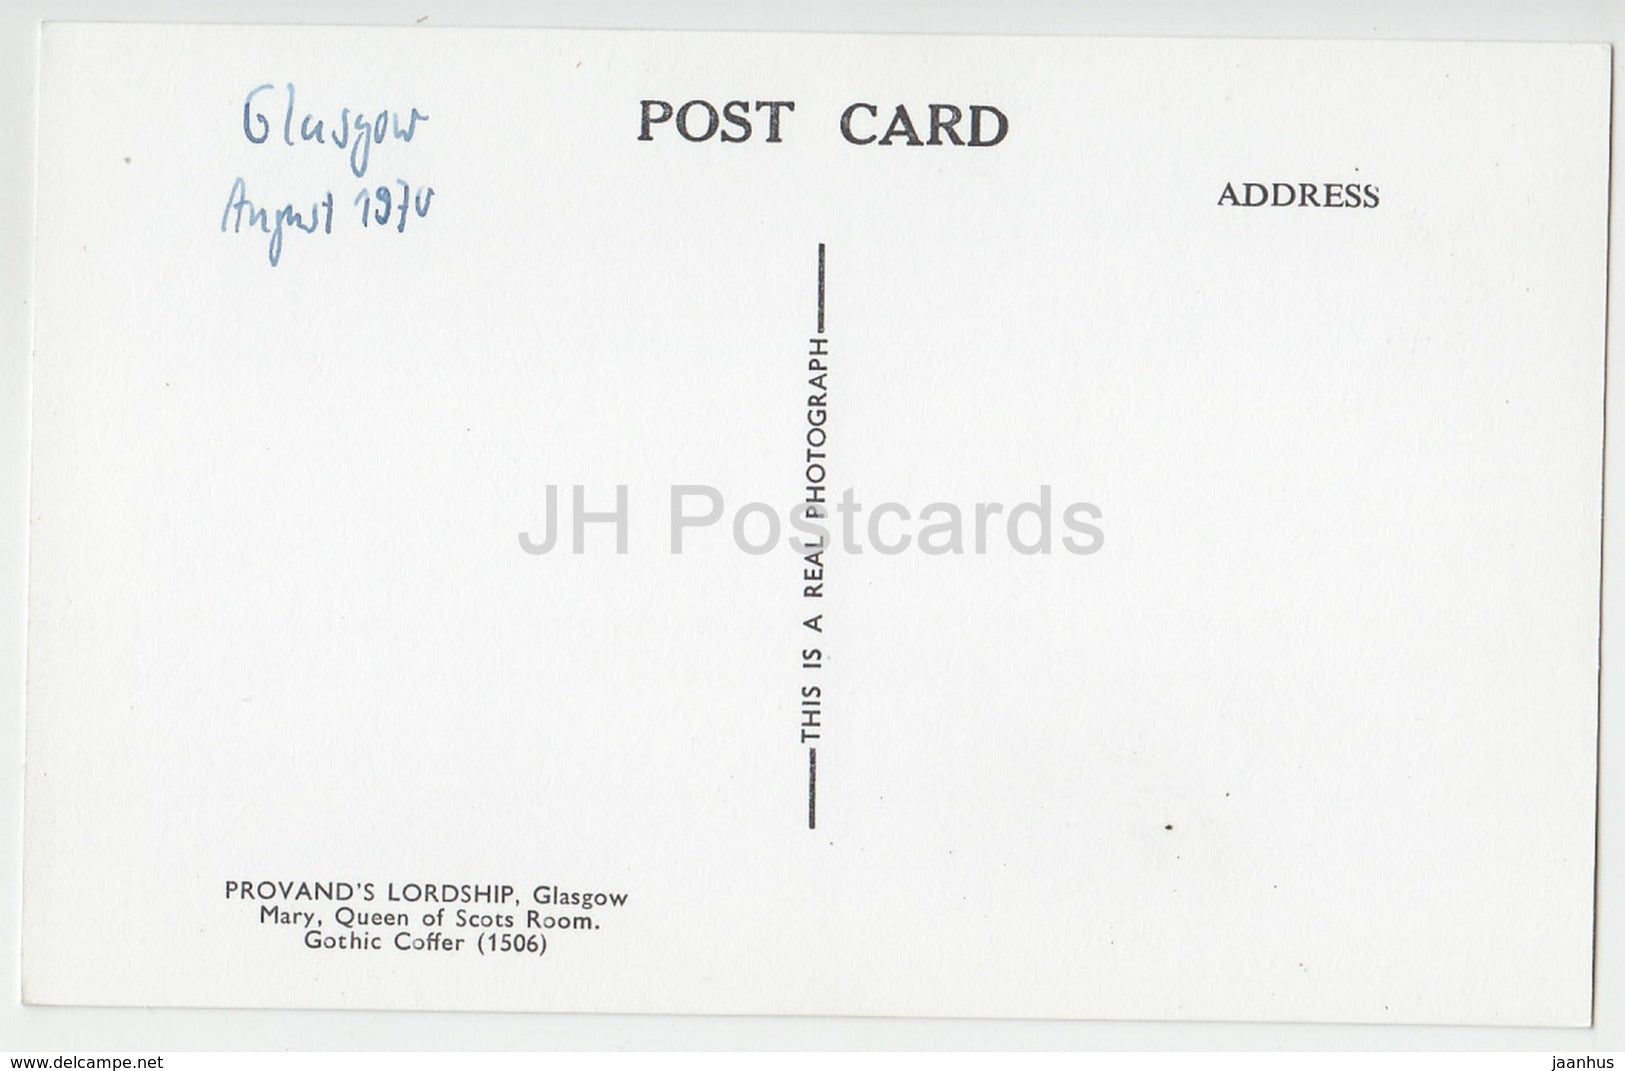 POST CARD
Glasgow
August 1970
ADDRESS
THIS IS A REAL PHOTOGRAPH
JH Postcards
PROVAND'S LORDSHIP, Glasgow
Mary, Queen of Scots Room.
Gothic Coffer (1506)
www.delcampe.net
jaanhus